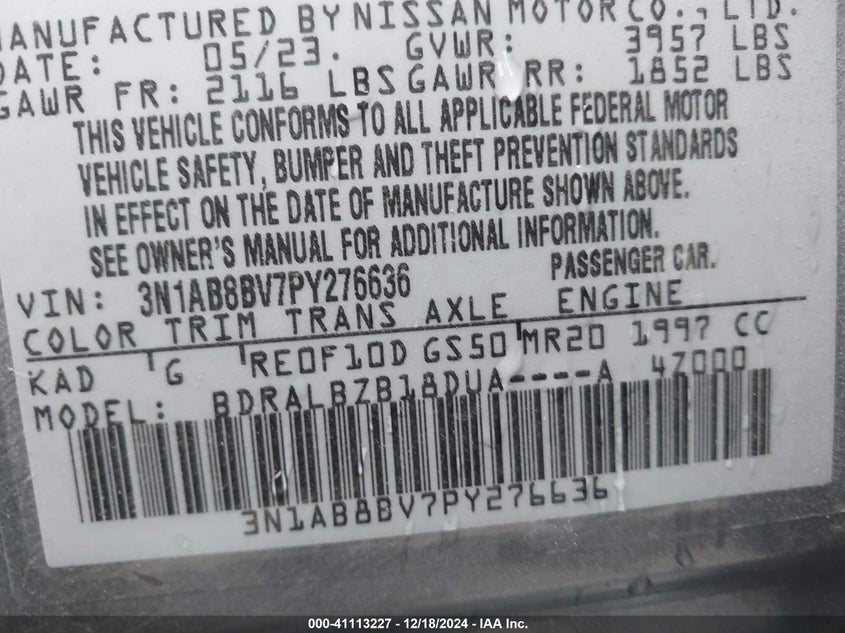 MANUFACTURED BY NISSAN MOTOR CO., LTD.
DATE: 05/23. GVWR: 3957 LBS
GAWR FR: 2116 LBS GAWR RR: 1852 LBS
THIS VEHICLE CONFORMS TO ALL APPLICABLE FEDERAL MOTOR
VEHICLE SAFETY, BUMPER AND THEFT PREVENTION STANDARDS
IN EFFECT ON THE DATE OF MANUFACTURE SHOWN ABOVE.
SEE OWNER'S MANUAL FOR ADDITIONAL INFORMATION.
VIN: 3N1AB8BV7PY276636 PASSENGER CAR.
COLOR TRIM TRANS AXLE ENGINE
KAD G RE0F10D GS50 MR20 1997 CC
MODEL: BDRALBZB18DUA----A 47000
3N1AB8BV7PY276636
000-41113227 - 12/18/2024 - IAA Inc.